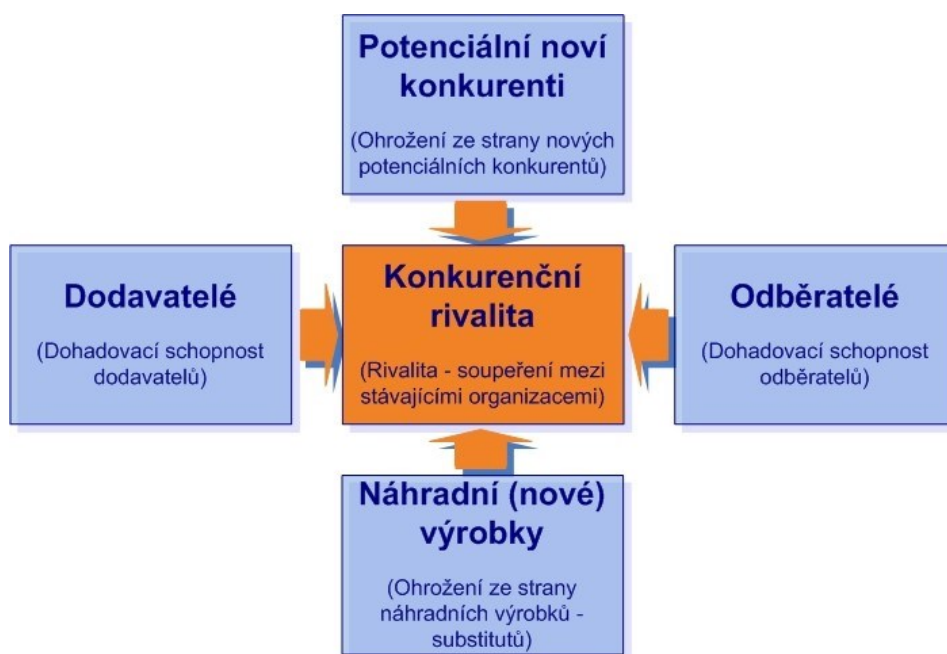 Potenciální noví
konkurenti
(Ohrožení ze strany nových
potenciálních konkurentů)
Dodavatelé
(Dohadovací schopnost
dodavatelů)
Konkurenční
rivalita
(Rivalita - soupeření mezi
stávajícími organizacemi)
Odběratelé
(Dohadovací schopnost
odběratelů)
Náhradní (nové)
výrobky
(Ohrožení ze strany
náhradních výrobků -
substitutů)